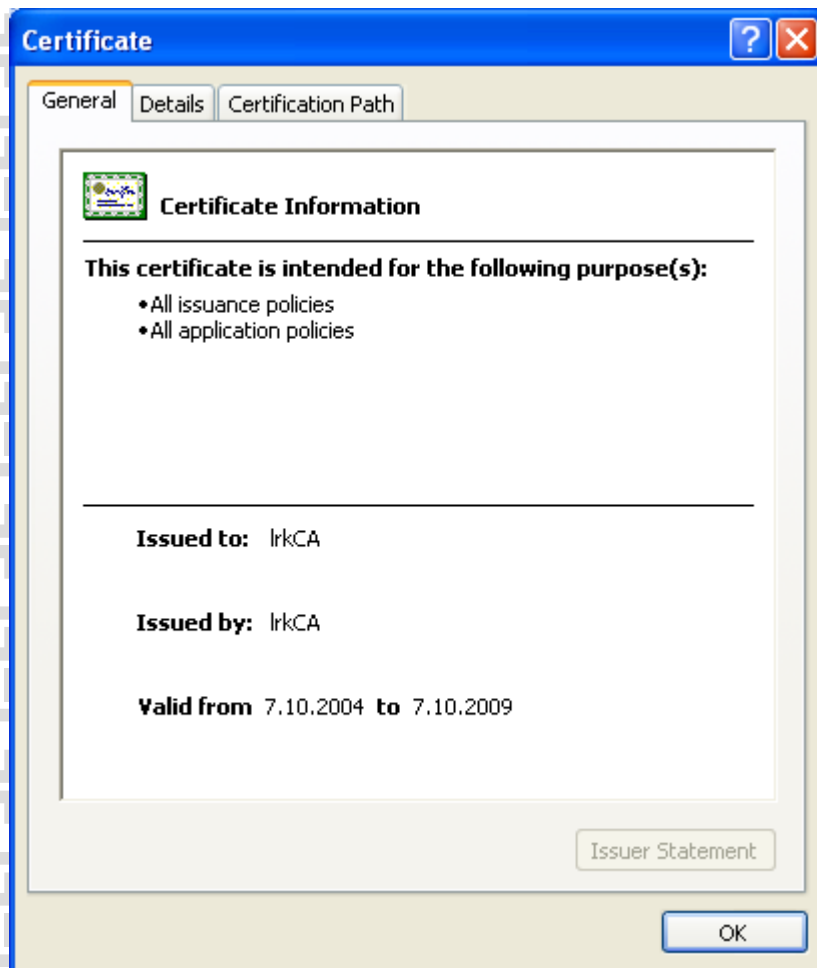 Certificate
General Details Certification Path
Certificate Information
This certificate is intended for the following purpose(s):
•All issuance policies
•All application policies
Issued to: lrkCA
Issued by: lrkCA
Valid from 7.10.2004 to 7.10.2009
Issuer Statement
OK